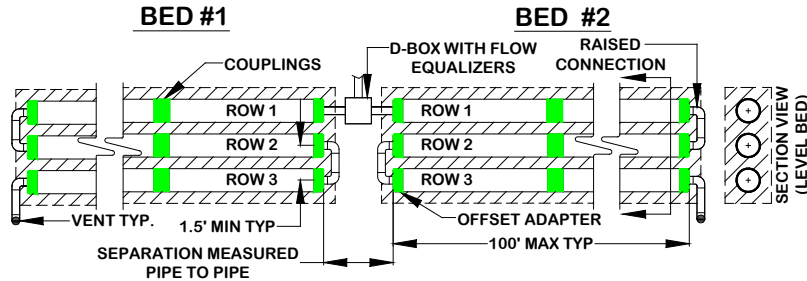 BED #1
BED #2
COUPLINGS
D-BOX WITH FLOW
EQUALIZERS
RAISED
CONNECTION
ROW 1
ROW 2
ROW 3
ROW 1
ROW 2
ROW 3
SECTION VIEW
(LEVEL BED)
VENT TYP.
1.5' MIN TYP
OFFSET ADAPTER
100' MAX TYP
SEPARATION MEASURED
PIPE TO PIPE